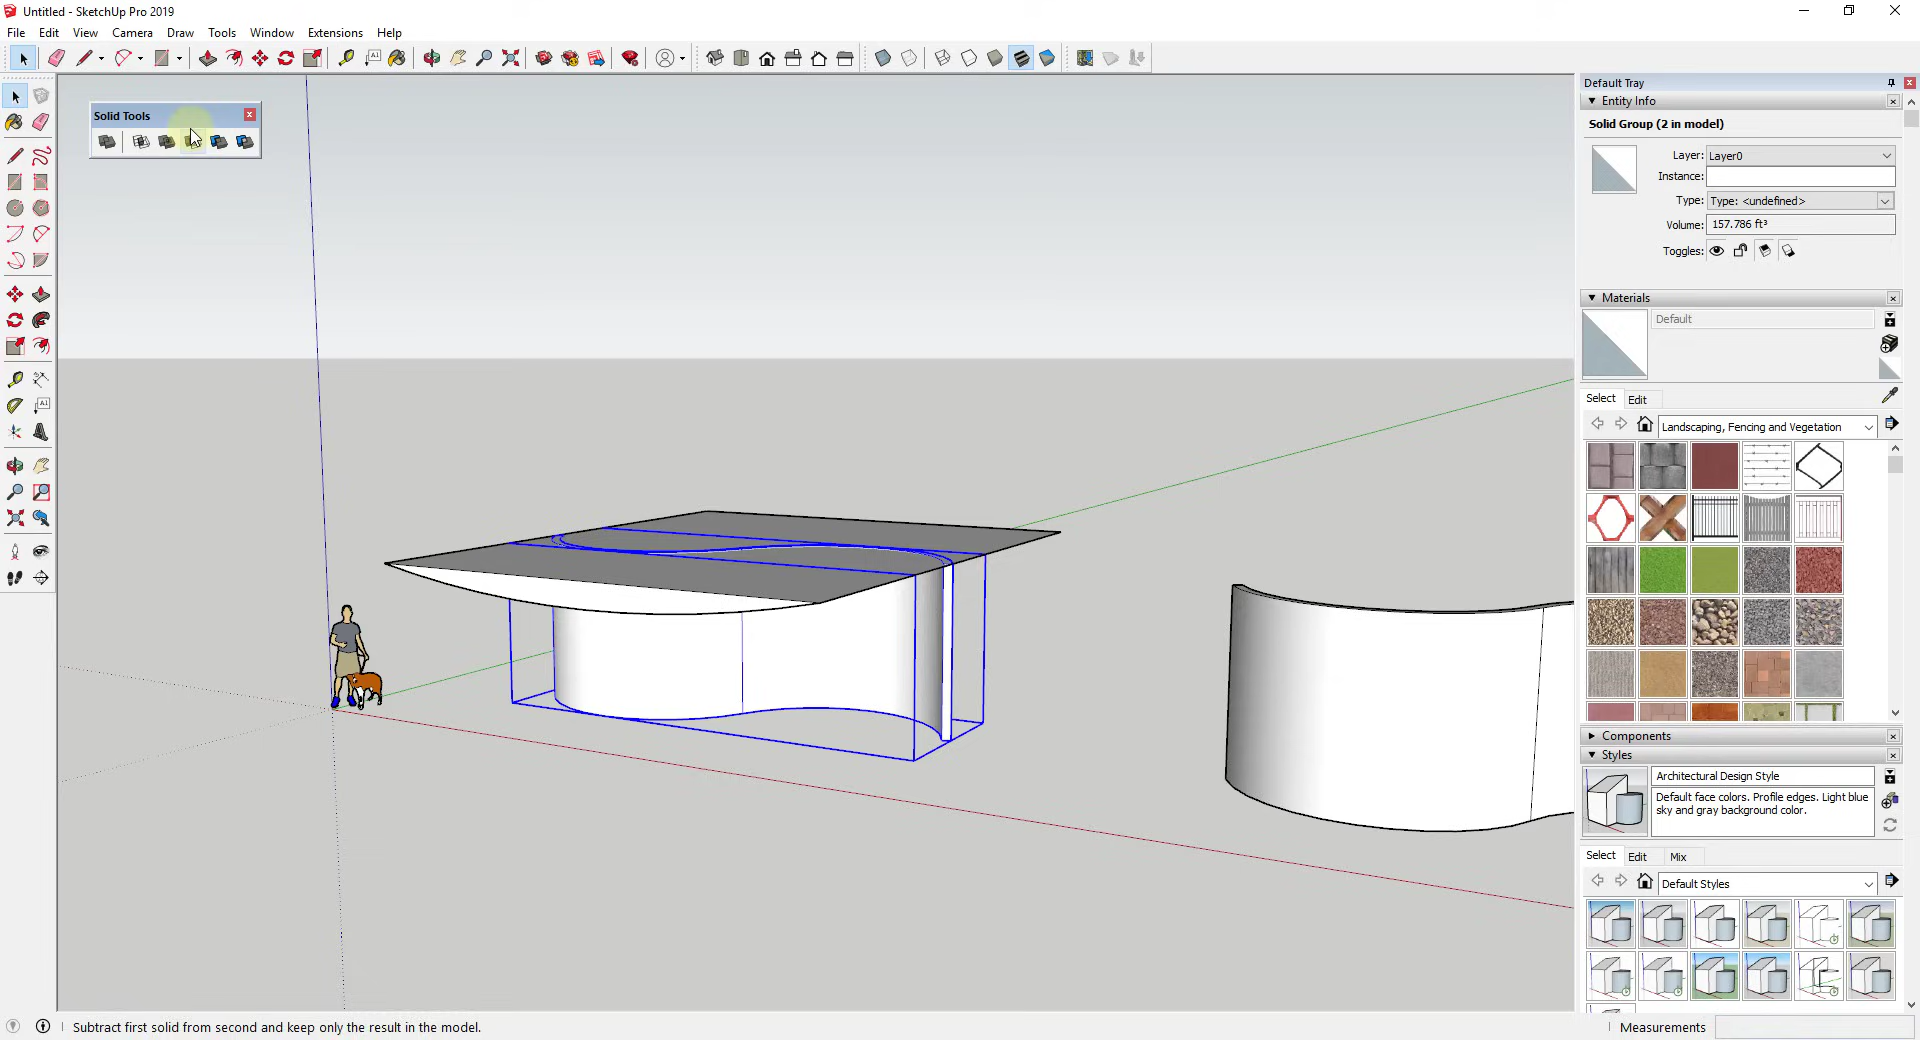 Untitled - SketchUp Pro 2019
File Edit View Camera Draw Tools Window Extensions Help
Solid Tools
Default Tray
Entity Info
Solid Group (2 in model)
Layer: Layer0
Instance:
Type: Type: <undefined>
Volume: 157.786 ft³
Toggles:
Materials
Default
Select Edit
Landscaping, Fencing and Vegetation
Components
Styles
Architectural Design Style
Default face colors. Profile edges. Light blue
sky and gray background color.
Select Edit Mix
Default Styles
Subtract first solid from second and keep only the result in the model.
Measurements